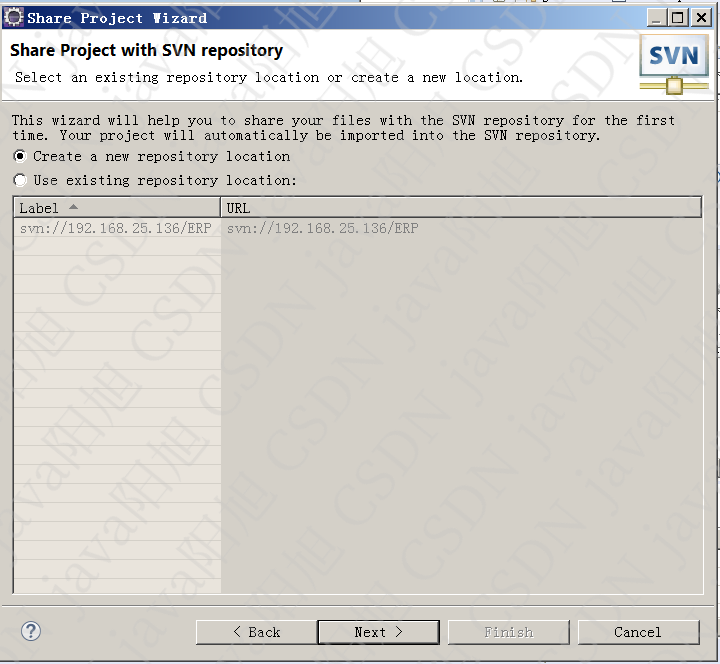 Share Project Wizard
Share Project with SVN repository
Select an existing repository location or create a new location.
SVN
This wizard will help you to share your files with the SVN repository for the first
time. Your project will automatically be imported into the SVN repository.
Create a new repository location
Use existing repository location:
Label URL
svn://192.168.25.136/ERP svn://192.168.25.136/ERP
CSDN java阳旭
? < Back Next > Finish Cancel